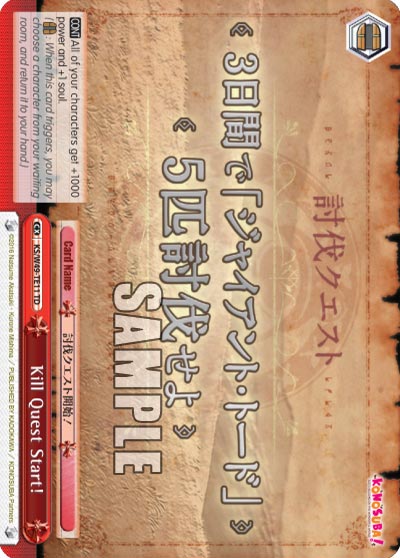 討伐クエスト
《 3日間で「ジャイアント・トード」》
《 5匹討伐せよ 》
KONOSUBA!
SAMPLE
[CONT] All of your characters get +1000
power and +1 soul.
( : When this card triggers, you may
choose a character from your waiting
room, and return it to your hand.)
Card Name
討伐クエスト開始!
CX
KS/W49-TE11 TD
Kill Quest Start!
©2016 Natsume Akatsuki・Kurone Mishima / PUBLISHED BY KADOKAWA / KONOSUBA Partners